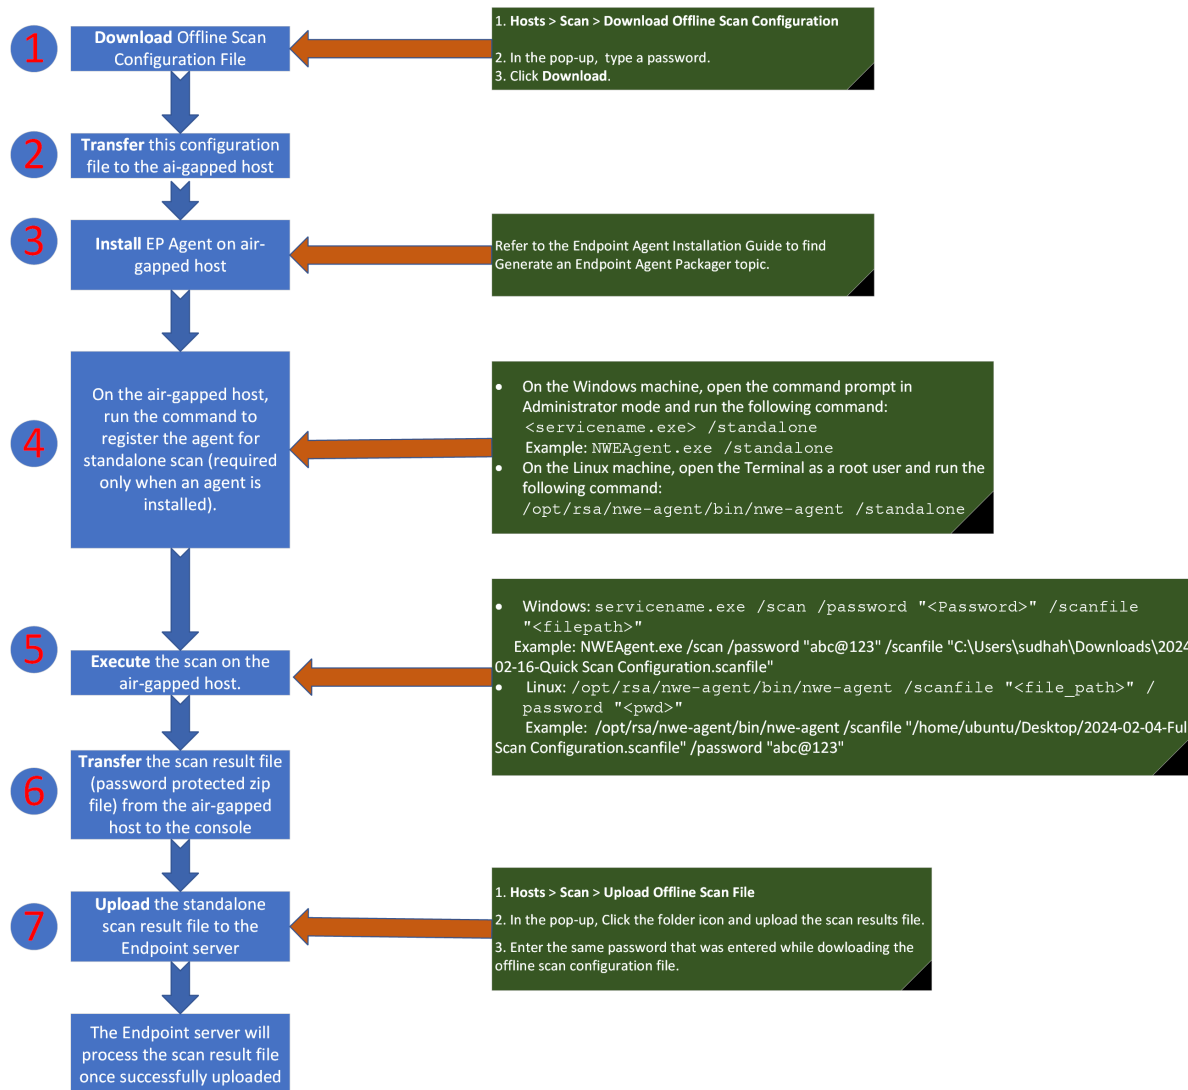 1
Download Offline Scan
Configuration File
1. Hosts > Scan > Download Offline Scan Configuration
2. In the pop-up, type a password.
3. Click Download.
2
Transfer this configuration
file to the ai-gapped host
3
Install EP Agent on air-
gapped host
Refer to the Endpoint Agent Installation Guide to find
Generate an Endpoint Agent Packager topic.
4
On the air-gapped host,
run the command to
register the agent for
standalone scan (required
only when an agent is
installed).
• On the Windows machine, open the command prompt in
Administrator mode and run the following command:
<servicename.exe> /standalone
Example: NWEAgent.exe /standalone
• On the Linux machine, open the Terminal as a root user and run the
following command:
/opt/rsa/nwe-agent/bin/nwe-agent /standalone
5
Execute the scan on the
air-gapped host.
• Windows: servicename.exe /scan /password "<Password>" /scanfile
"<filepath>"
Example: NWEAgent.exe /scan /password "abc@123" /scanfile "C:\Users\sudhah\Downloads\2024
02-16-Quick Scan Configuration.scanfile"
• Linux: /opt/rsa/nwe-agent/bin/nwe-agent /scanfile "<file_path>" /
password "<pwd>"
Example: /opt/rsa/nwe-agent/bin/nwe-agent /scanfile "/home/ubuntu/Desktop/2024-02-04-Ful
Scan Configuration.scanfile" /password "abc@123"
6
Transfer the scan result file
(password protected zip
file) from the air-gapped
host to the console
7
Upload the standalone
scan result file to the
Endpoint server
1. Hosts > Scan > Upload Offline Scan File
2. In the pop-up, Click the folder icon and upload the scan results file.
3. Enter the same password that was entered while dowloading the
offline scan configuration file.
The Endpoint server will
process the scan result file
once successfully uploaded